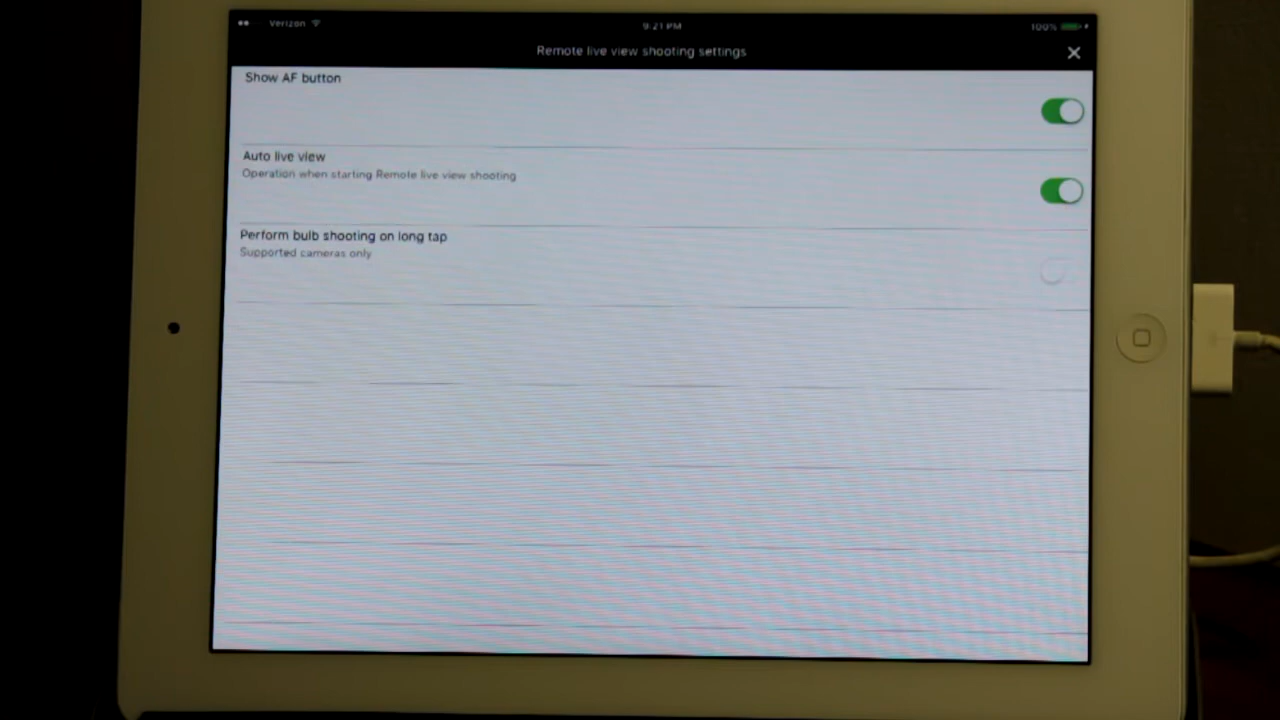 Verizon 9:21 PM 100%
Remote live view shooting settings
Show AF button
Auto live view
Operation when starting Remote live view shooting
Perform bulb shooting on long tap
Supported cameras only